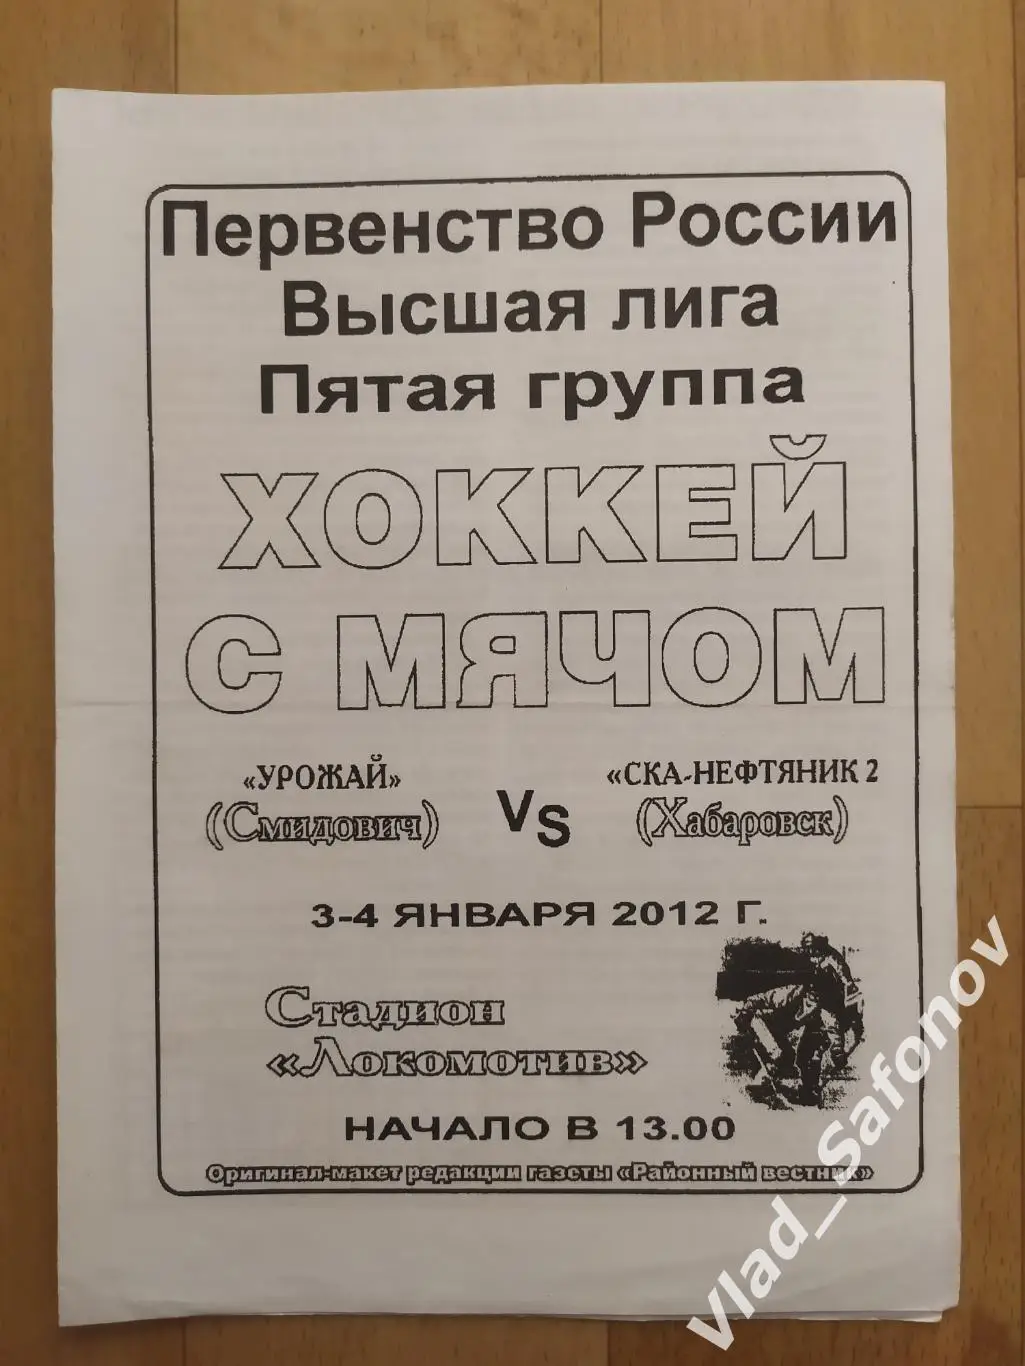 Первенство России
Высшая лига
Пятая группа
ХОККЕЙ
С МЯЧОМ
«УРОЖАЙ»
(Смидович)
Vs
«СКА-НЕФТЯНИК 2
(Хабаровск)
3-4 ЯНВАРЯ 2012 Г.
Стадион
«Локомотив»
НАЧАЛО В 13.00
Оригинал-макет редакции газеты «Районный вестник»
Vlad_Safonov